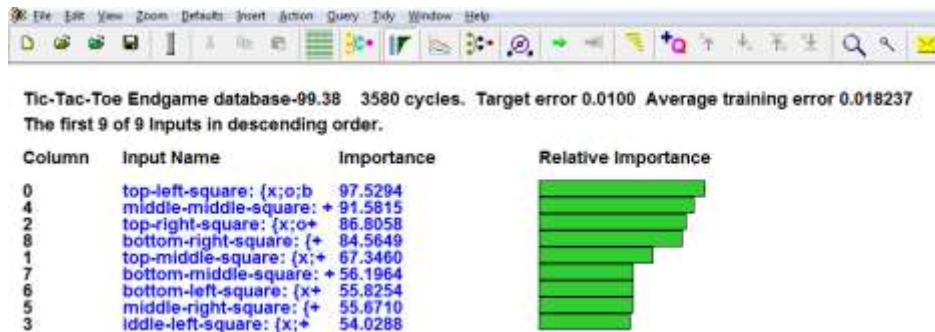 File Edit View Zoom Defaults Insert Action Query Tidy Window Help
Tic-Tac-Toe Endgame database-99.38 3580 cycles. Target error 0.0100 Average training error 0.018237
The first 9 of 9 Inputs in descending order.
Column Input Name Importance Relative Importance
0 top-left-square: {x;o;b 97.5294
4 middle-middle-square: + 91.5815
2 top-right-square: {x;o+ 86.8058
8 bottom-right-square: {+ 84.5649
1 top-middle-square: {x;+ 67.3460
7 bottom-middle-square: + 56.1964
6 bottom-left-square: {x+ 55.8254
5 middle-right-square: {+ 55.6710
3 iddle-left-square: {x;+ 54.0288